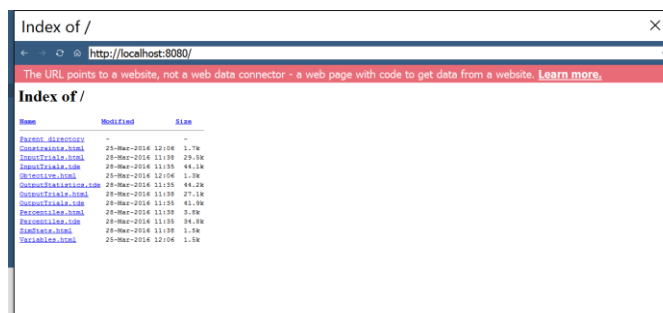 Index of /
http://localhost:8080/
The URL points to a website, not a web data connector - a web page with code to get data from a website. Learn more.
Index of /
Name Modified Size
Parent directory - -
Constraints.html 25-Mar-2016 12:06 1.7k
InputTrials.html 28-Mar-2016 11:38 29.5k
InputTrials.tde 28-Mar-2016 11:35 44.1k
Objective.html 25-Mar-2016 12:06 1.3k
OutputStatistics.tde 28-Mar-2016 11:35 44.2k
OutputTrials.html 28-Mar-2016 11:38 27.1k
OutputTrials.tde 28-Mar-2016 11:35 41.9k
Percentiles.html 28-Mar-2016 11:38 3.8k
Percentiles.tde 28-Mar-2016 11:35 34.8k
SimStats.html 28-Mar-2016 11:38 1.5k
Variables.html 25-Mar-2016 12:06 1.5k